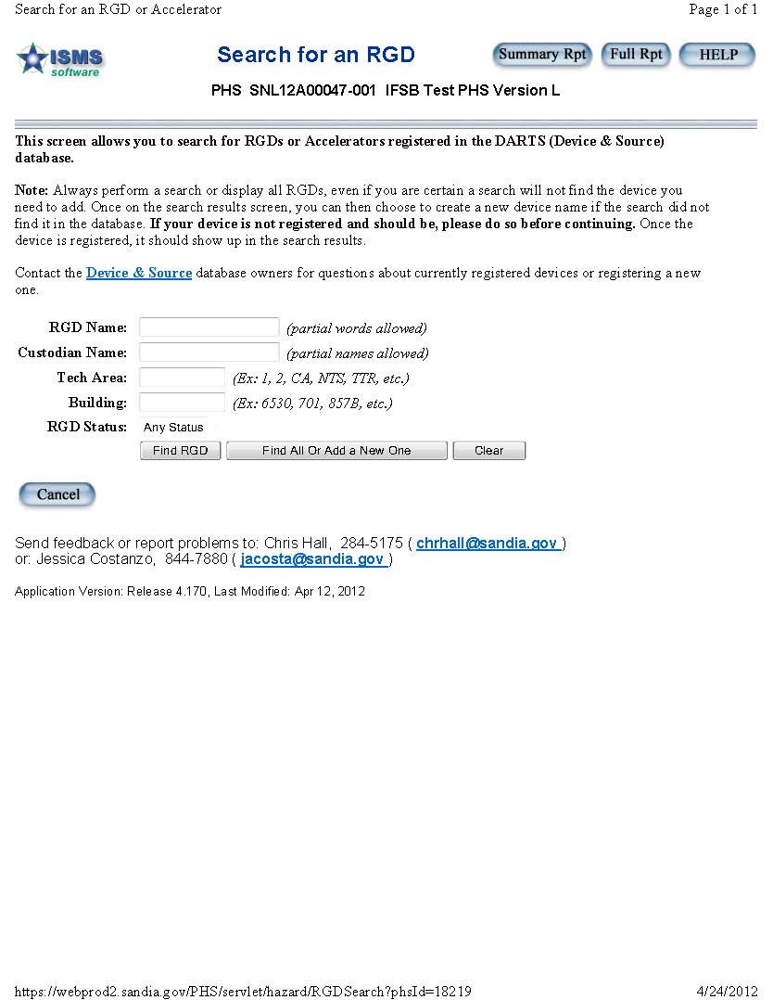 Search for an RGD or Accelerator Page 1 of 1
ISMS software
Search for an RGD
Summary Rpt Full Rpt HELP
PHS SNL12A00047-001 IFSB Test PHS Version L
This screen allows you to search for RGDs or Accelerators registered in the DARTS (Device & Source)
database.
Note: Always perform a search or display all RGDs, even if you are certain a search will not find the device you
need to add. Once on the search results screen, you can then choose to create a new device name if the search did not
find it in the database. If your device is not registered and should be, please do so before continuing. Once the
device is registered, it should show up in the search results.
Contact the Device & Source database owners for questions about currently registered devices or registering a new
one.
RGD Name: (partial words allowed)
Custodian Name: (partial names allowed)
Tech Area: (Ex: 1, 2, CA, NTS, TTR, etc.)
Building: (Ex: 6530, 701, 857B, etc.)
RGD Status: Any Status
Find RGD Find All Or Add a New One Clear
Cancel
Send feedback or report problems to: Chris Hall, 284-5175 ( chrhall@sandia.gov )
or: Jessica Costanzo, 844-7880 ( jacosta@sandia.gov )
Application Version: Release 4.170, Last Modified: Apr 12, 2012
https://webprod2.sandia.gov/PHS/servlet/hazard/RGDSearch?phsId=18219 4/24/2012